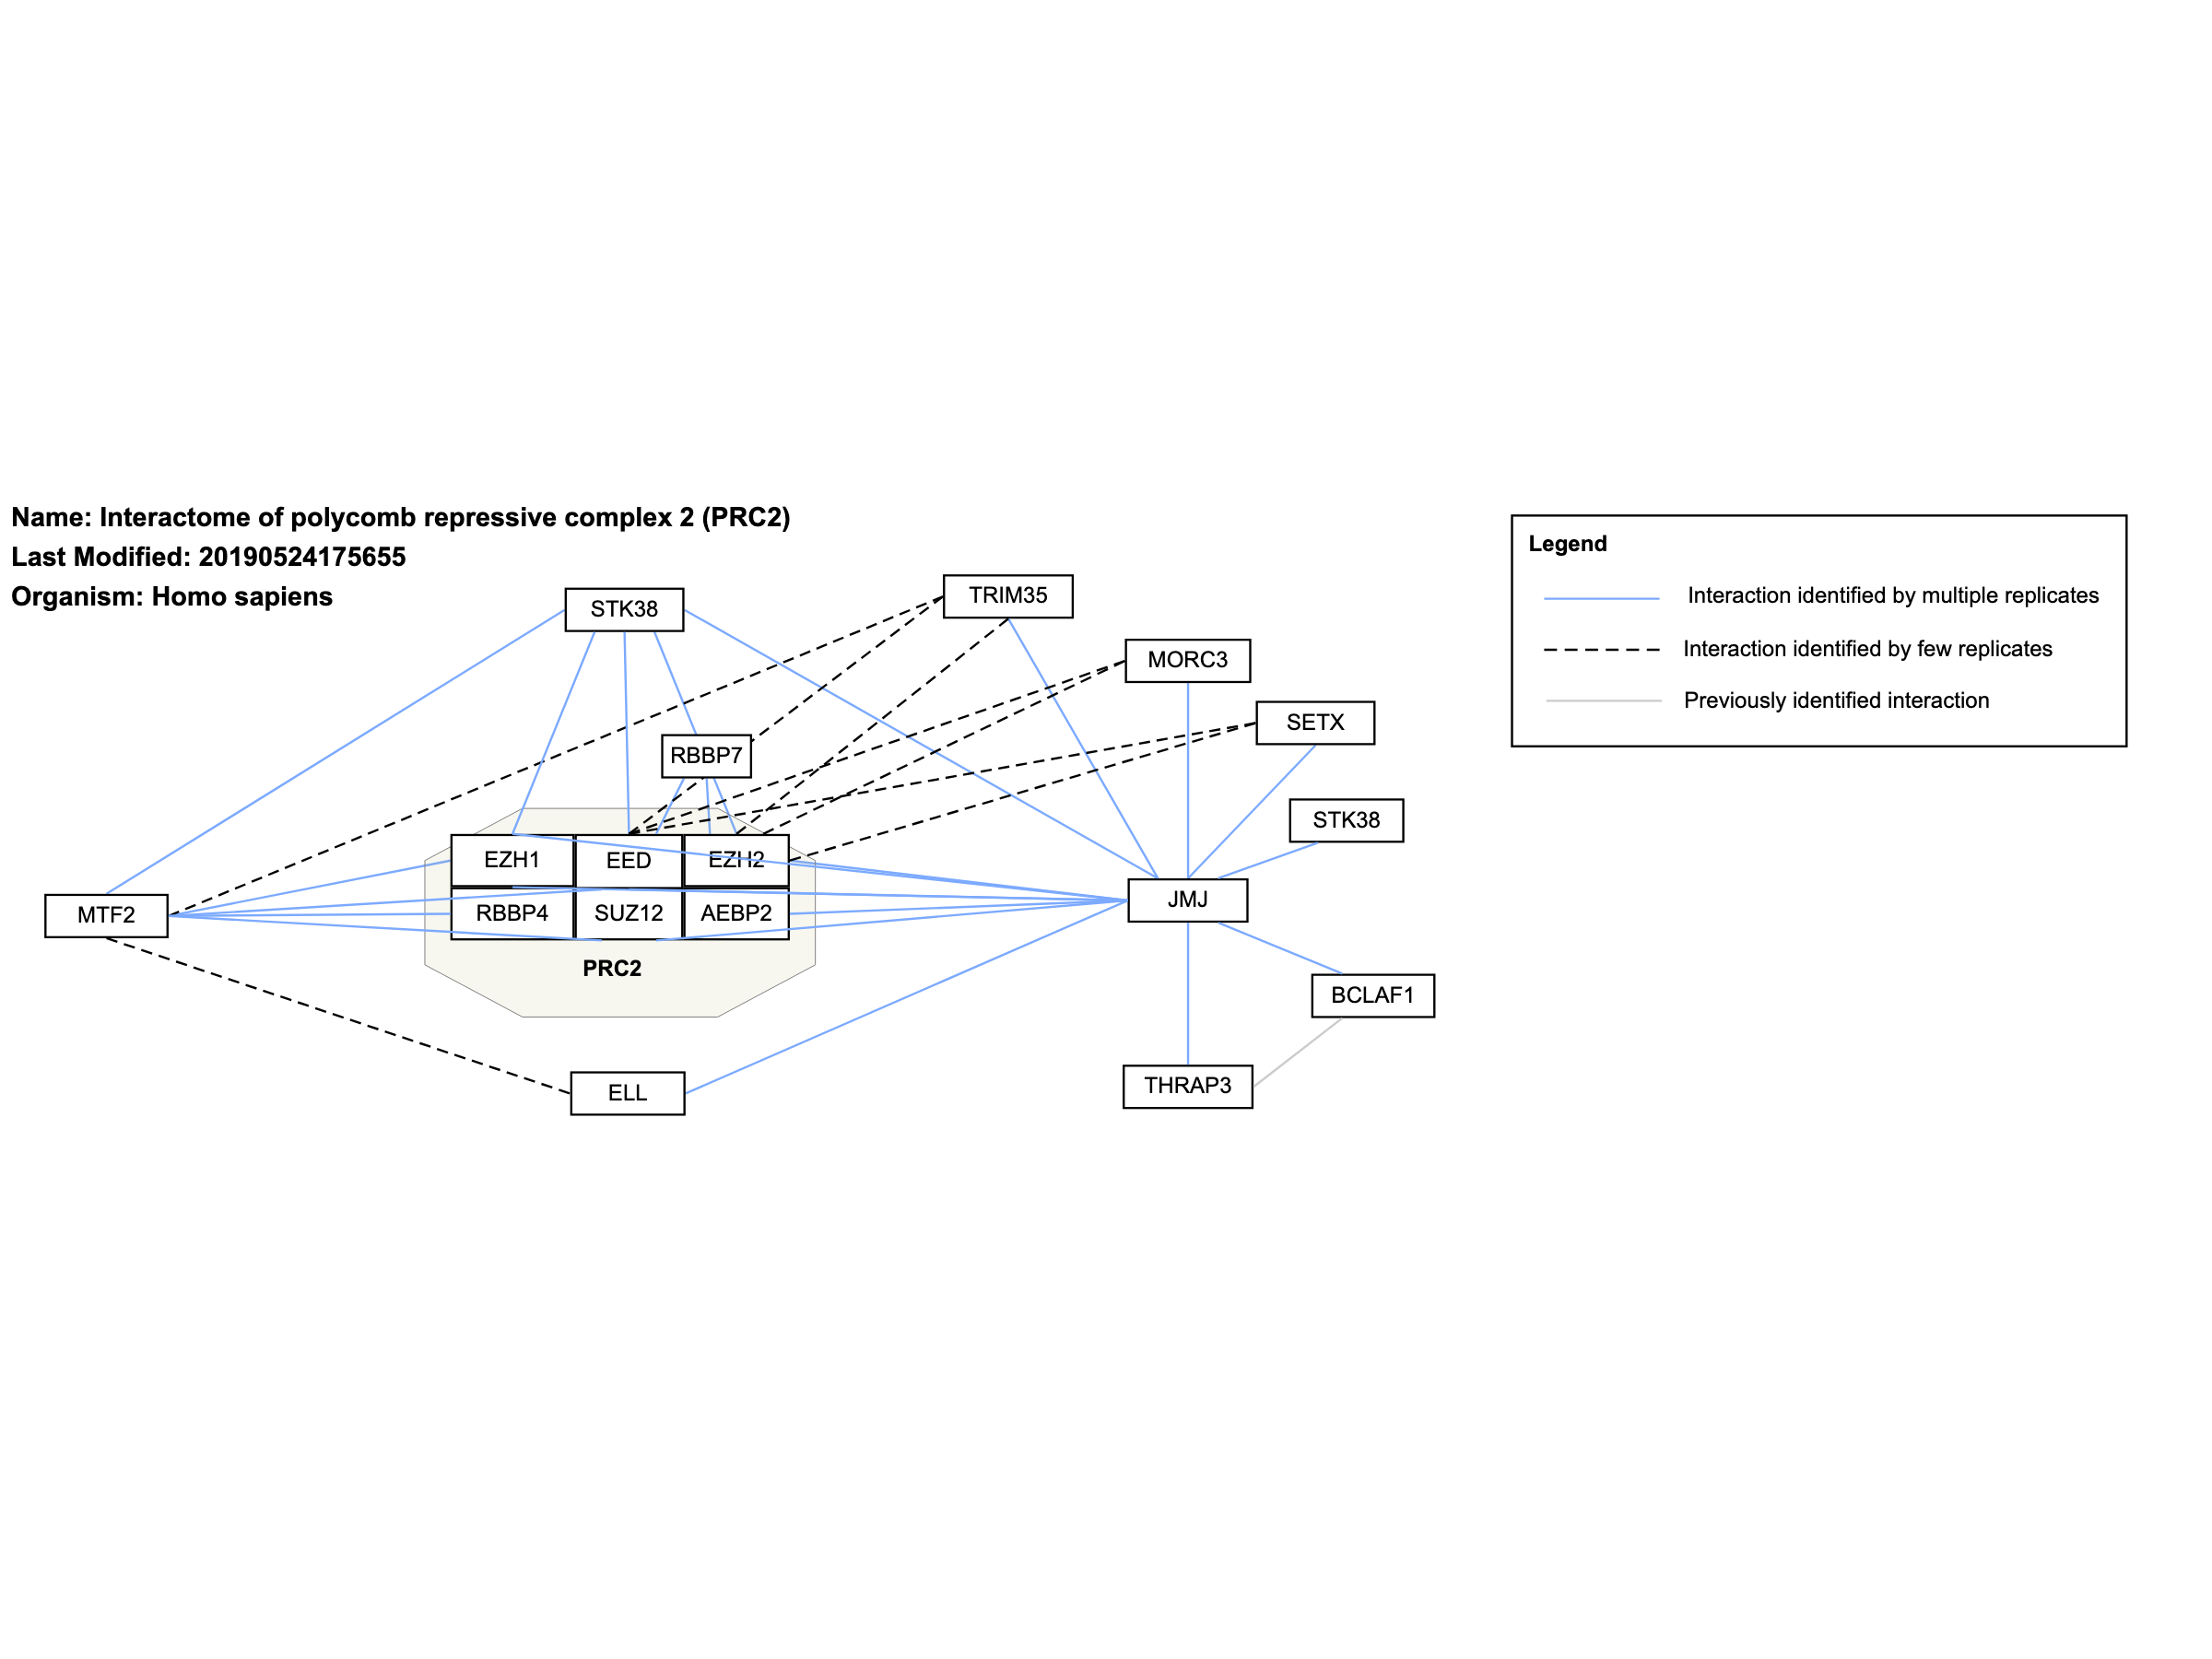 Name: Interactome of polycomb repressive complex 2 (PRC2)
Last Modified: 20190524175655
Organism: Homo sapiens
Legend
Interaction identified by multiple replicates
Interaction identified by few replicates
Previously identified interaction
STK38
TRIM35
MORC3
SETX
RBBP7
STK38
EZH1
EED
EZH2
JMJ
MTF2
RBBP4
SUZ12
AEBP2
PRC2
BCLAF1
ELL
THRAP3